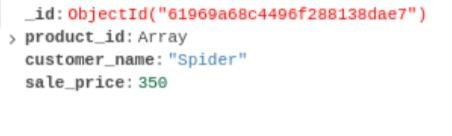 _id: ObjectId("61969a68c4496f288138dae7")
> product_id: Array
customer_name: "Spider"
sale_price: 350